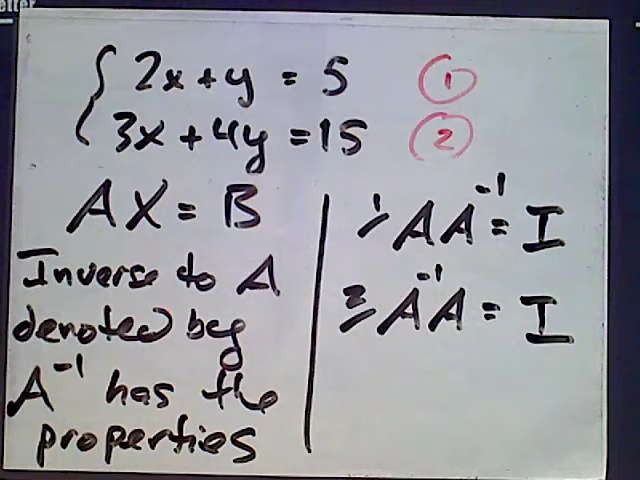 2x + y = 5 ①
3x + 4y = 15 ②
AX = B
Inverse to A
denoted by
A⁻¹ has the
properties
1/ AA⁻¹ = I
2/ A⁻¹A = I